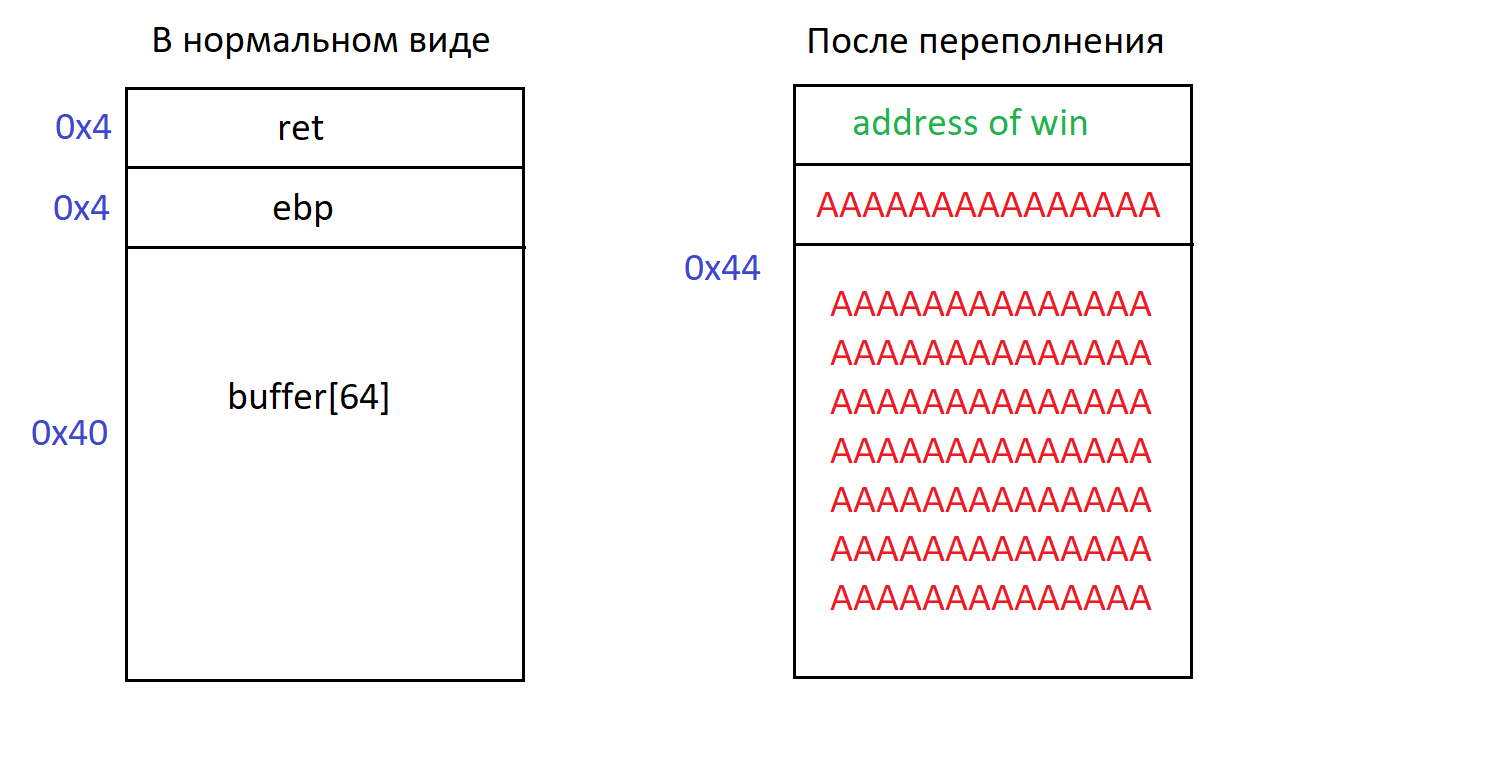 В нормальном виде
0x4
ret
0x4
ebp
buffer[64]
0x40
После переполнения
address of win
AAAAAAAAAAAAAAA
0x44
AAAAAAAAAAAAAA
AAAAAAAAAAAAAA
AAAAAAAAAAAAAA
AAAAAAAAAAAAAA
AAAAAAAAAAAAAA
AAAAAAAAAAAAAA
AAAAAAAAAAAAAA